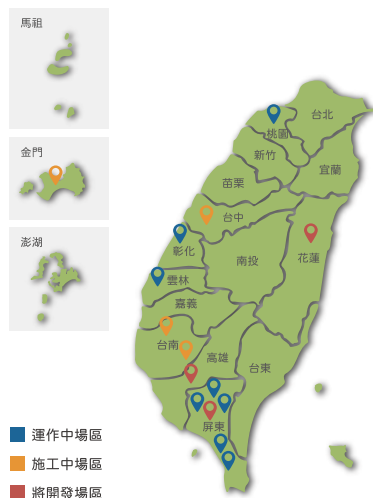 馬祖
金門
澎湖
台北
桃園
新竹
宜蘭
苗栗
台中
彰化
南投
花蓮
雲林
嘉義
台南
高雄
台東
屏東
運作中場區
施工中場區
將開發場區